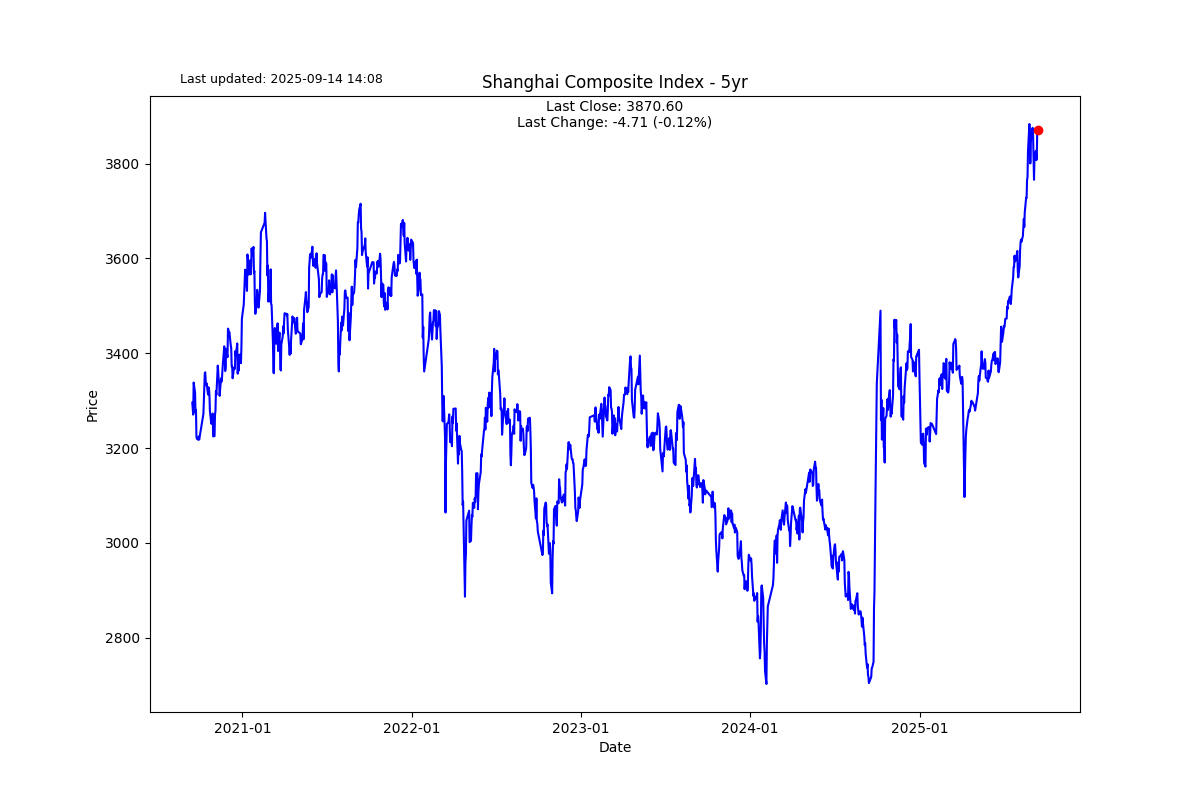 Last updated: 2025-09-14 14:08
Shanghai Composite Index - 5yr
Last Close: 3870.60
Last Change: -4.71 (-0.12%)
Price
3800
3600
3400
3200
3000
2800
2021-01
2022-01
2023-01
2024-01
2025-01
Date